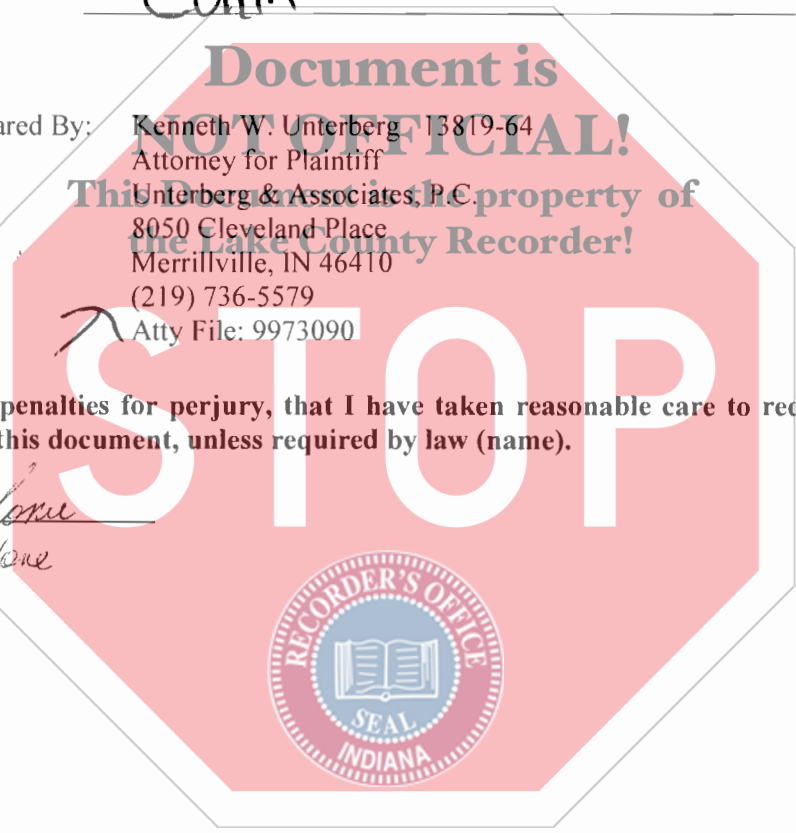 Document is
NOT OFFICIAL!
This Document is the property of
the Lake County Recorder!
ared By: Kenneth W. Unterberg 13819-64
Attorney for Plaintiff
Unterberg & Associates, P.C.
8050 Cleveland Place
Merrillville, IN 46410
(219) 736-5579
Atty File: 9973090
penalties for perjury, that I have taken reasonable care to red
this document, unless required by law (name).
STOP
RECORDER'S OFFICE
SEAL
INDIANA